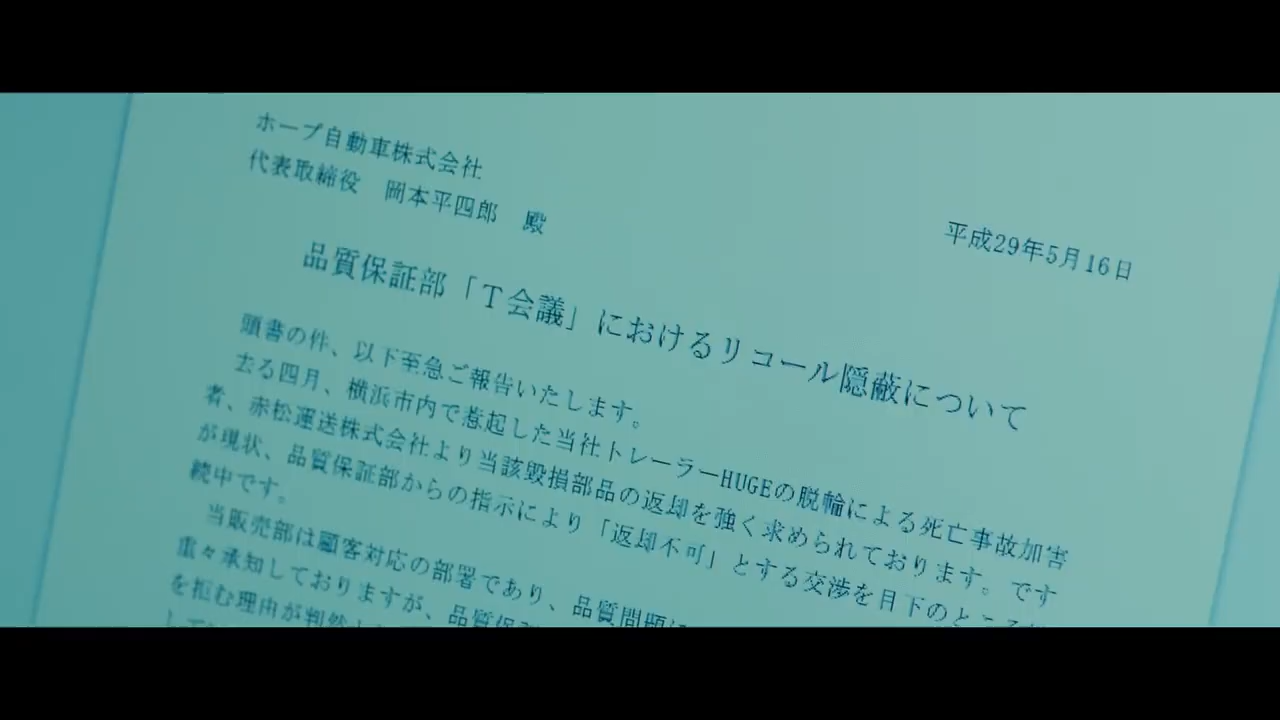 ホープ自動車株式会社
代表取締役　岡本平四郎　殿
平成29年5月16日
品質保証部「T会議」におけるリコール隠蔽について
頭書の件、以下至急ご報告いたします。
去る四月、横浜市内で惹起した当社トレーラーHUGEの脱輪による死亡事故加害
者、赤松運送株式会社より当該毀損部品の返却を強く求められております。です
が現状、品質保証部からの指示により「返却不可」とする交渉を目下のところ
続中です。
当販売部は顧客対応の部署であり、品質問題に
重々承知しておりますが、品質保証
を拒む理由が判然と